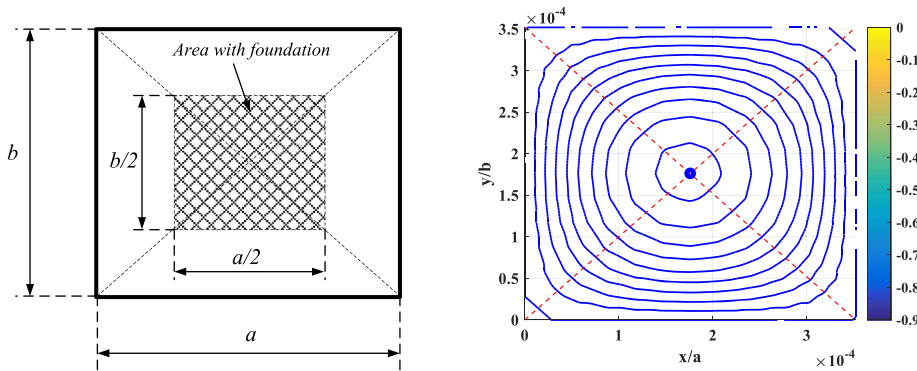 Area with foundation
b
b/2
a/2
a
×10⁻⁴
3.5
3
2.5
2
1.5
1
0.5
0
y/b
0 1 2 3
x/a
×10⁻⁴
0
-0.1
-0.2
-0.3
-0.4
-0.5
-0.6
-0.7
-0.8
-0.9